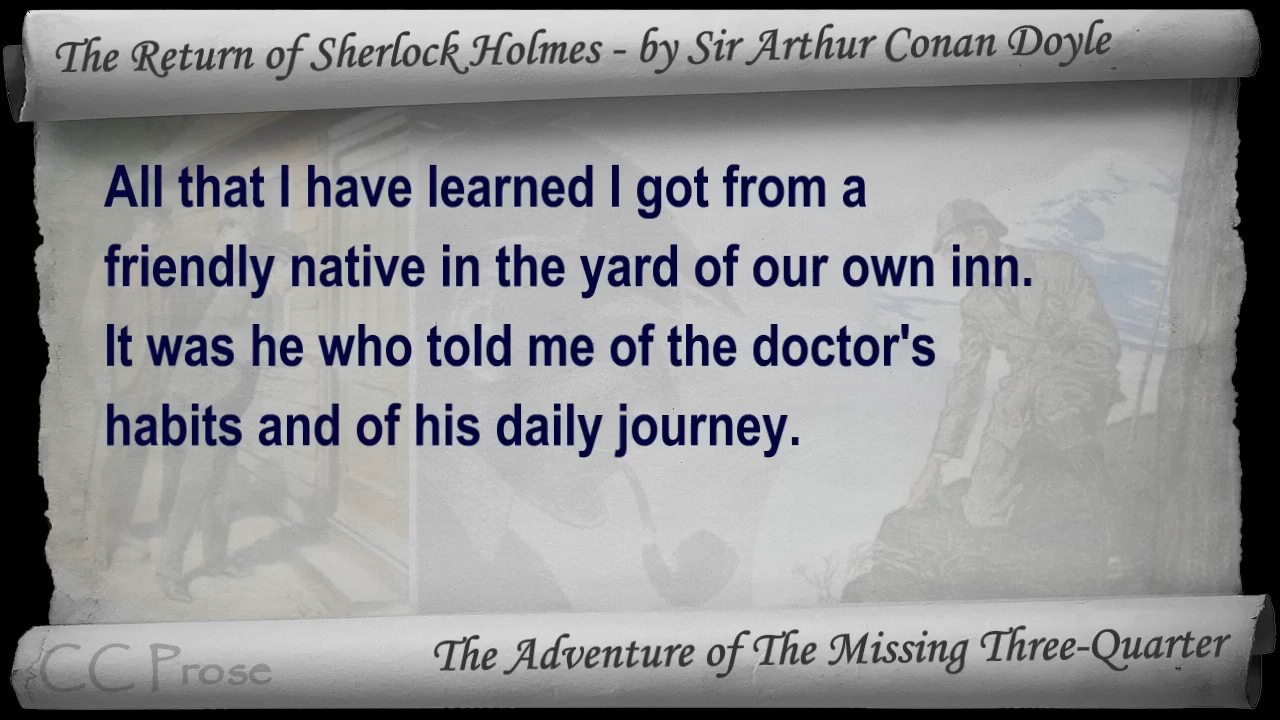 The Return of Sherlock Holmes - by Sir Arthur Conan Doyle
All that I have learned I got from a
friendly native in the yard of our own inn.
It was he who told me of the doctor's
habits and of his daily journey.
CC Prose
The Adventure of The Missing Three-Quarter